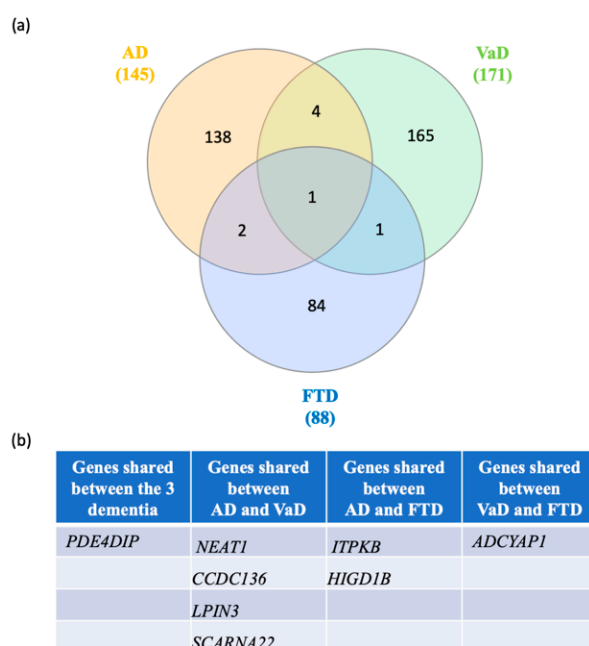 (a)
AD
(145)
VaD
(171)
4
138
165
1
2
1
84
FTD
(88)
(b)
Genes shared between the 3 dementia
Genes shared between AD and VaD
Genes shared between AD and FTD
Genes shared between VaD and FTD
PDE4DIP NEAT1 ITPKB ADCYAP1
CCDC136 HIGD1B
LPIN3
SCARNA22